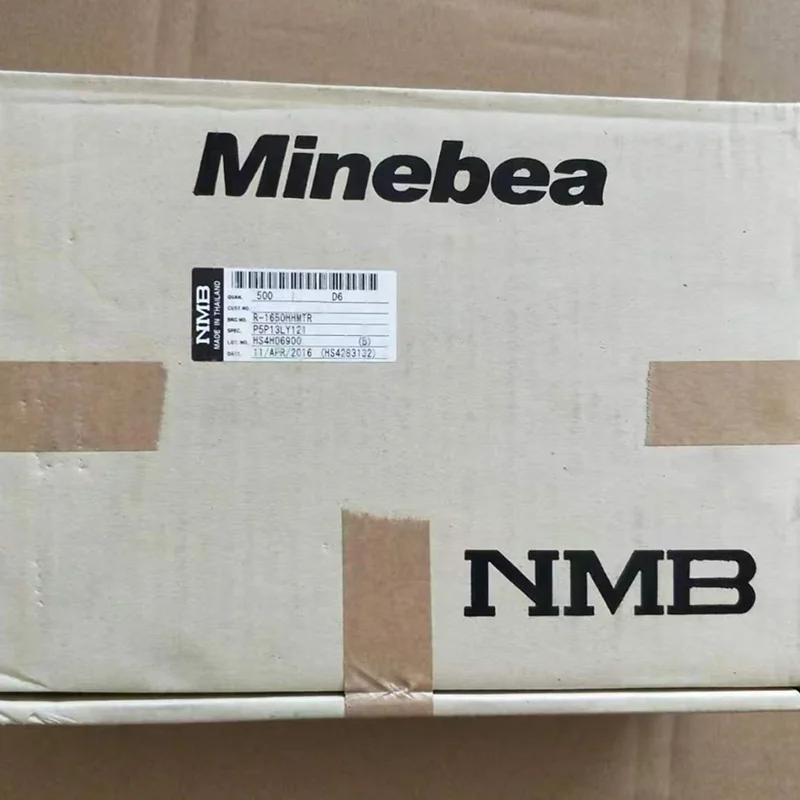 Minebea
NMB
MADE IN THAILAND
QUAN. 500 D6
CUST.NO.
BRG NO. R-1650HHMTR
SPEC. P5P13LY121
LOT. NO. HS4H06900 (B)
DATE. 11/APR/2016 (HS4283132)
NMB